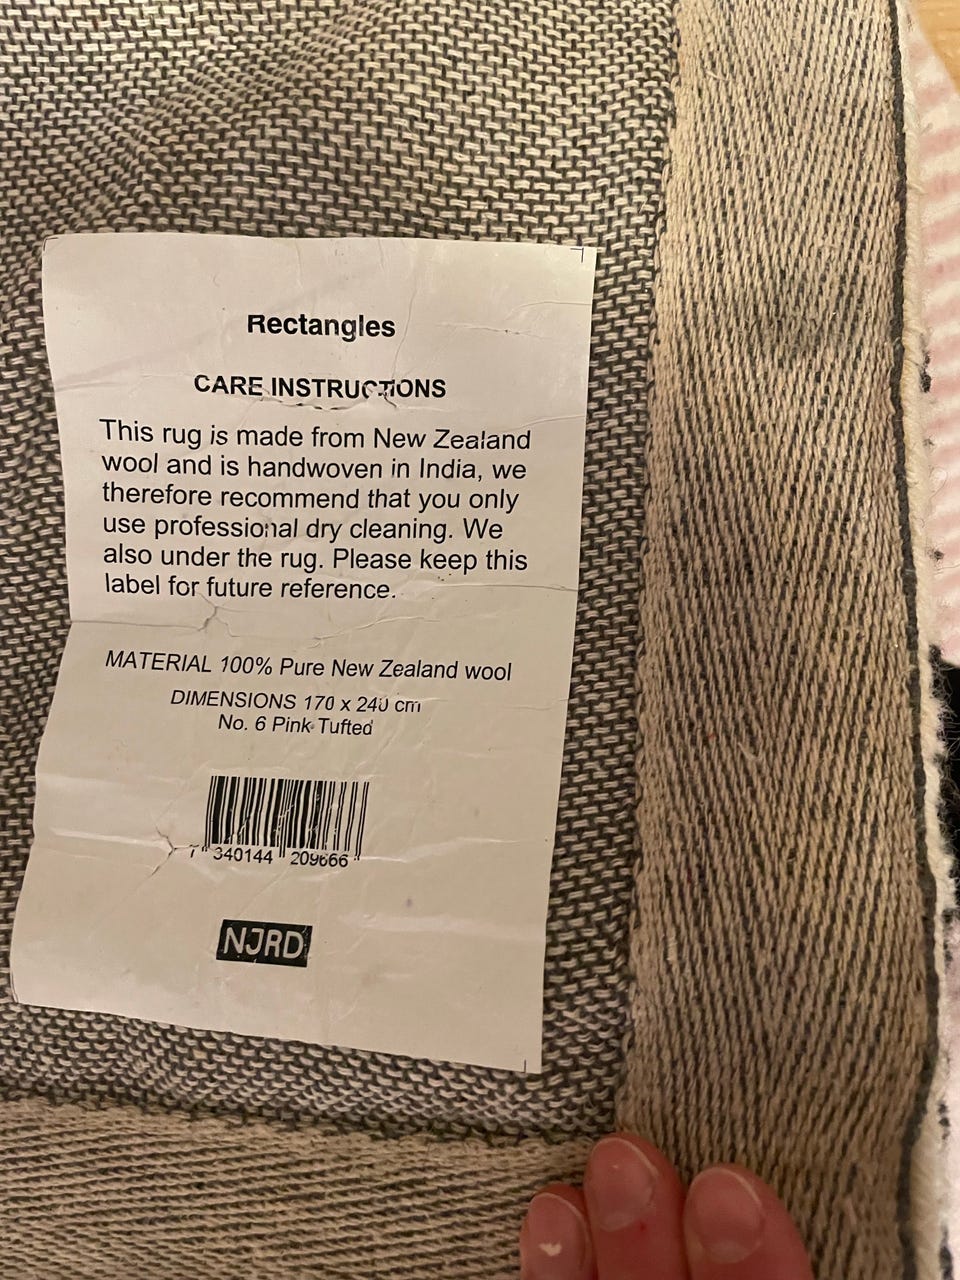 Rectangles
CARE INSTRUCTIONS
This rug is made from New Zealand
wool and is handwoven in India, we
therefore recommend that you only
use professional dry cleaning. We
also under the rug. Please keep this
label for future reference.
MATERIAL 100% Pure New Zealand wool
DIMENSIONS 170 x 240 cm
No. 6 Pink Tufted
7 340144 209666
NJRD